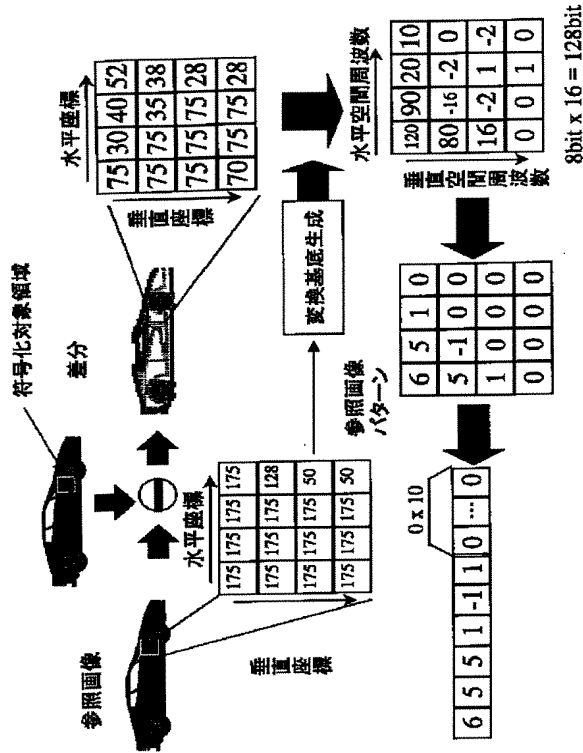 参照画像
符号化対象領域
差分
水平座標
垂直座標
175 175 175 175
175 175 175 128
175 175 175 50
175 175 175 50
水平座標
垂直座標
75 30 40 52
75 75 35 38
75 75 75 28
70 75 75 28
参照画像
パターン
変換基底生成
水平空間周波数
垂直空間周波数
120 90 20 10
80 -16 -2 0
16 -2 1 -2
0 0 1 0
8bit x 16 = 128bit
6 5 1 0
5 -1 0 0
1 0 0 0
0 0 0 0
0 x 10
6 5 5 1 -1 1 0 ... 0